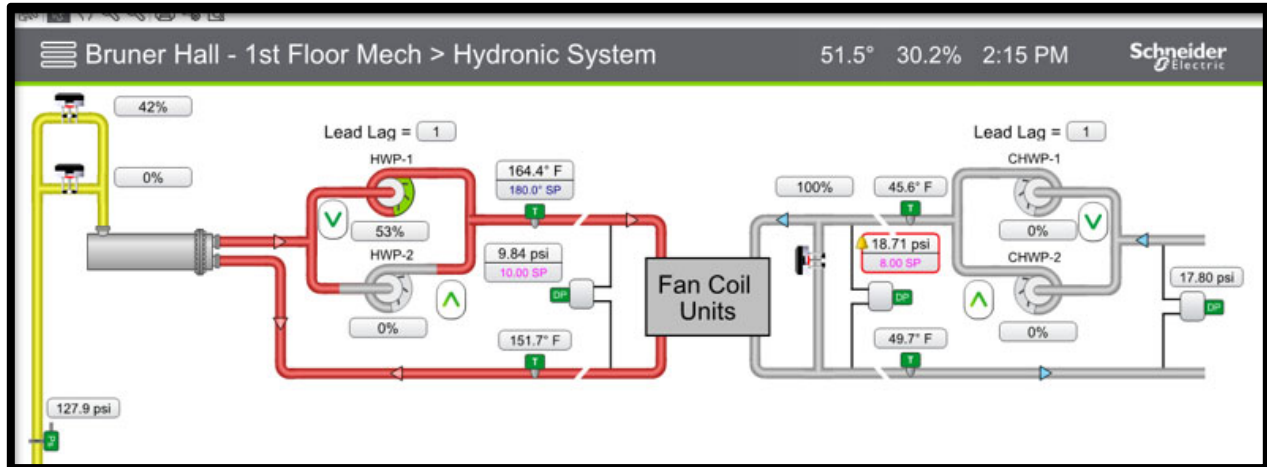 Bruner Hall - 1st Floor Mech > Hydronic System
51.5° 30.2% 2:15 PM
Schneider
Electric
42%
0%
Lead Lag = 1
HWP-1
53%
HWP-2
0%
164.4° F
180.0° SP
T
9.84 psi
10.00 SP
DP
151.7° F
T
Fan Coil
Units
Lead Lag = 1
CHWP-1
0%
CHWP-2
0%
100%
45.6° F
T
18.71 psi
8.00 SP
DP
49.7° F
T
17.80 psi
DP
127.9 psi
Ps